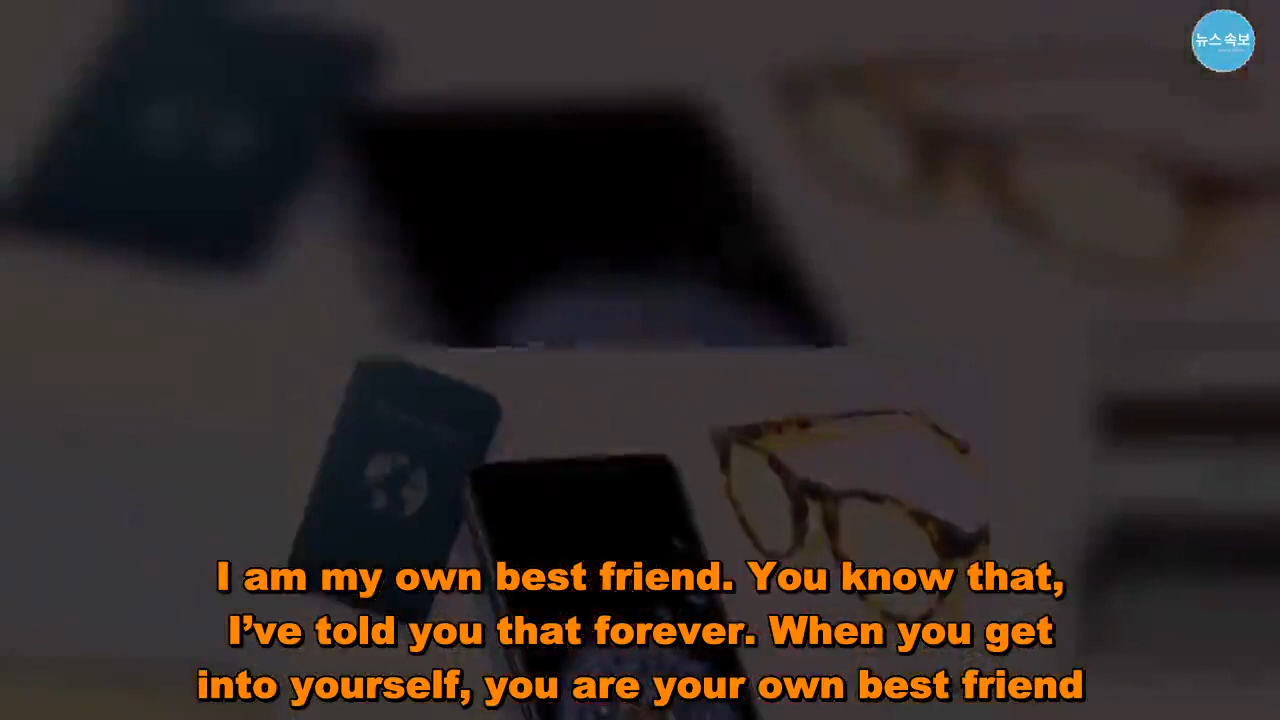 뉴스 속보
I am my own best friend. You know that,
I’ve told you that forever. When you get
into yourself, you are your own best friend